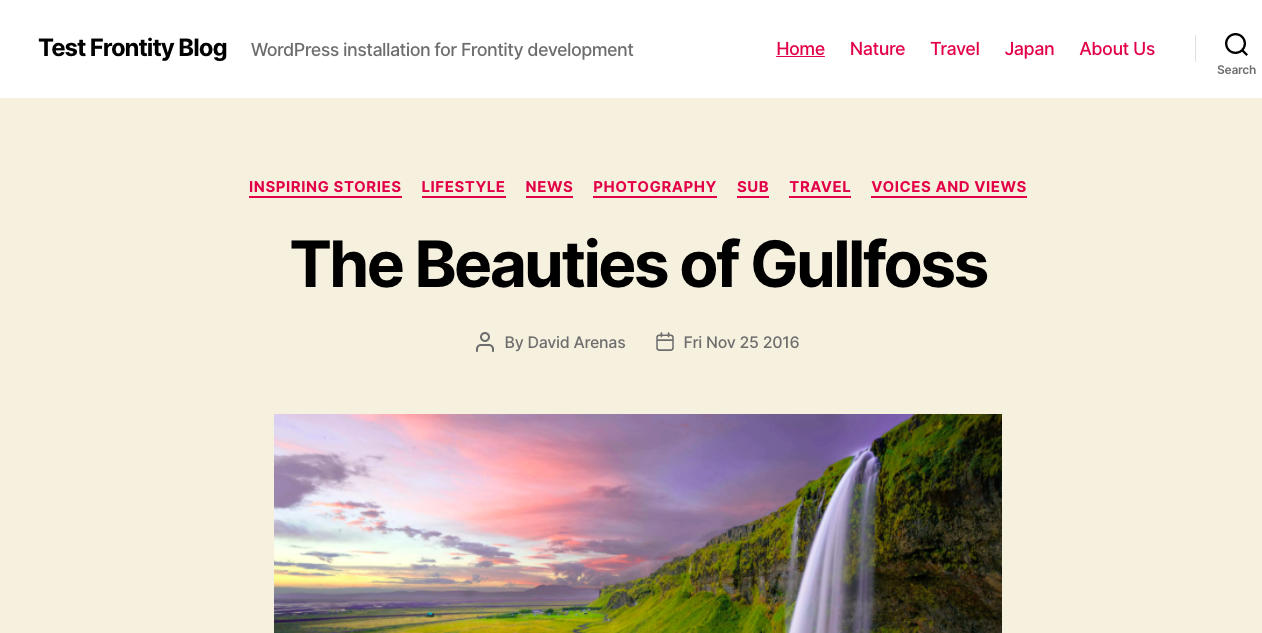 Test Frontity Blog WordPress installation for Frontity development Home Nature Travel Japan About Us
Search
INSPIRING STORIES LIFESTYLE NEWS PHOTOGRAPHY SUB TRAVEL VOICES AND VIEWS
The Beauties of Gullfoss
By David Arenas Fri Nov 25 2016